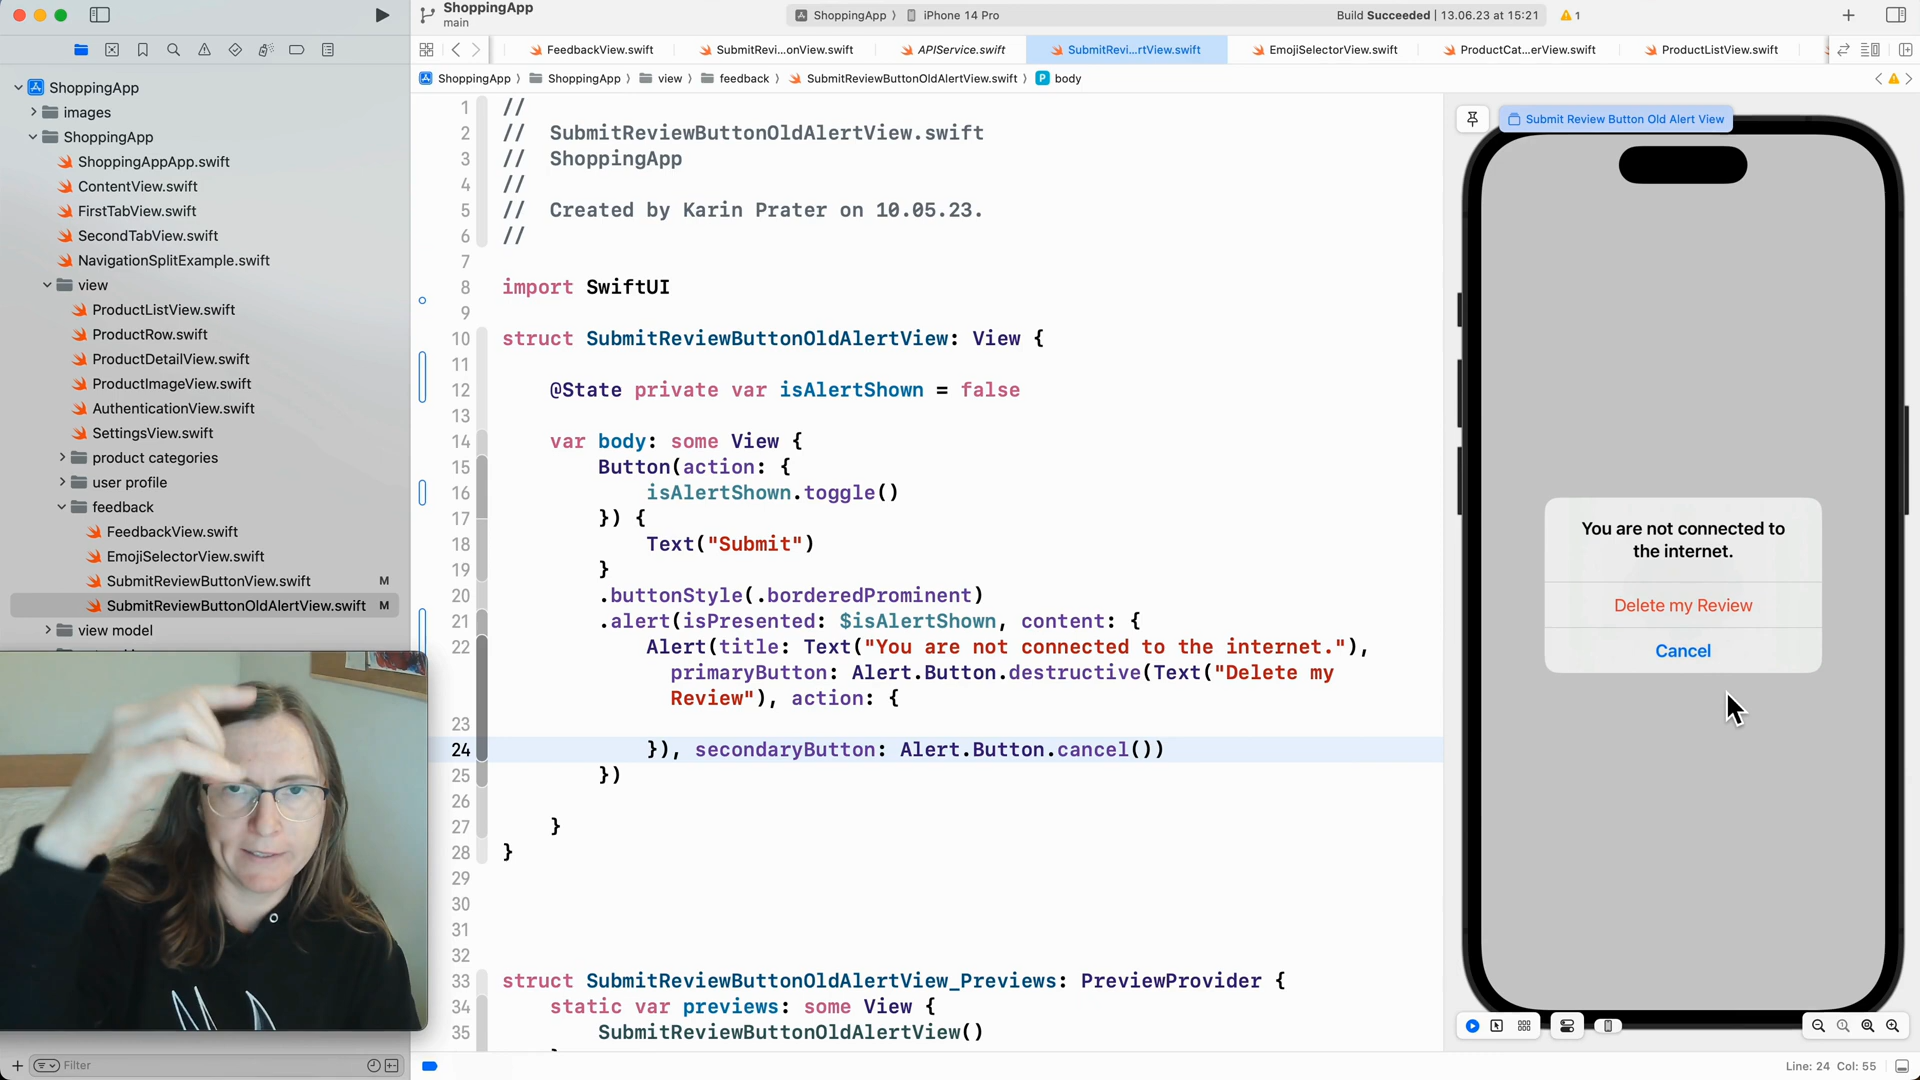 ShoppingApp
main
ShoppingApp 〉 iPhone 14 Pro
Build Succeeded | 13.06.23 at 15:21
1
FeedbackView.swift
SubmitRevi...onView.swift
APIService.swift
SubmitRevi...rtView.swift
EmojiSelectorView.swift
ProductCat...erView.swift
ProductListView.swift
ShoppingApp 〉 ShoppingApp 〉 view 〉 feedback 〉 SubmitReviewButtonOldAlertView.swift 〉 P body
ShoppingApp
images
ShoppingApp
ShoppingAppApp.swift
ContentView.swift
FirstTabView.swift
SecondTabView.swift
NavigationSplitExample.swift
view
ProductListView.swift
ProductRow.swift
ProductDetailView.swift
ProductImageView.swift
AuthenticationView.swift
SettingsView.swift
product categories
user profile
feedback
FeedbackView.swift
EmojiSelectorView.swift
SubmitReviewButtonView.swift M
SubmitReviewButtonOldAlertView.swift M
view model
Filter
1 //
2 // SubmitReviewButtonOldAlertView.swift
3 // ShoppingApp
4 //
5 // Created by Karin Prater on 10.05.23.
6 //
7
8 import SwiftUI
9
10 struct SubmitReviewButtonOldAlertView: View {
11
12 @State private var isAlertShown = false
13
14 var body: some View {
15 Button(action: {
16 isAlertShown.toggle()
17 }) {
18 Text("Submit")
19 }
20 .buttonStyle(.borderedProminent)
21 .alert(isPresented: $isAlertShown, content: {
22 Alert(title: Text("You are not connected to the internet."),
primaryButton: Alert.Button.destructive(Text("Delete my
Review"), action: {
23
24 }), secondaryButton: Alert.Button.cancel())
25 })
26
27 }
28 }
29
30
31
32
33 struct SubmitReviewButtonOldAlertView_Previews: PreviewProvider {
34 static var previews: some View {
35 SubmitReviewButtonOldAlertView()
Submit Review Button Old Alert View
You are not connected to
the internet.
Delete my Review
Cancel
Line: 24 Col: 55